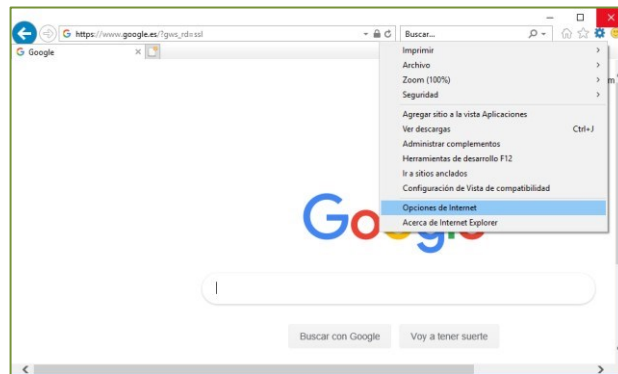 https://www.google.es/?gws_rd=ssl
Buscar...
Google
Imprimir
Archivo
Zoom (100%)
Seguridad
Agregar sitio a la vista Aplicaciones
Ver descargas Ctrl+J
Administrar complementos
Herramientas de desarrollo F12
Ir a sitios anclados
Configuración de Vista de compatibilidad
Opciones de Internet
Acerca de Internet Explorer
Google
Buscar con Google
Voy a tener suerte